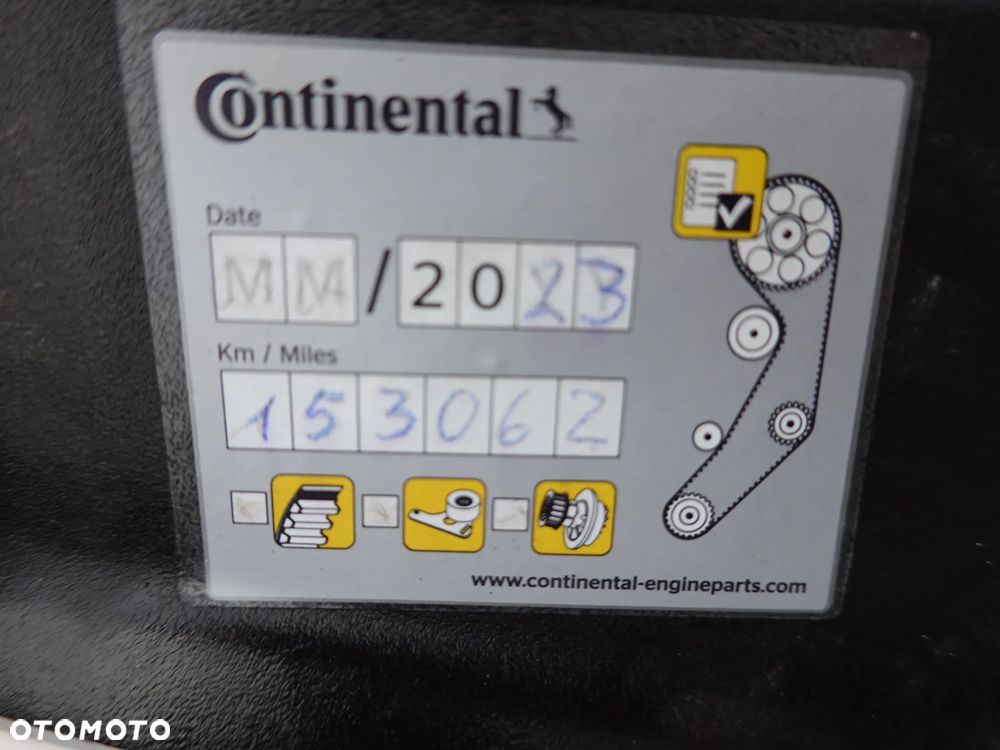 Continental
Date
MM/2023
Km / Miles
153062
www.continental-engineparts.com
OTOMOTO